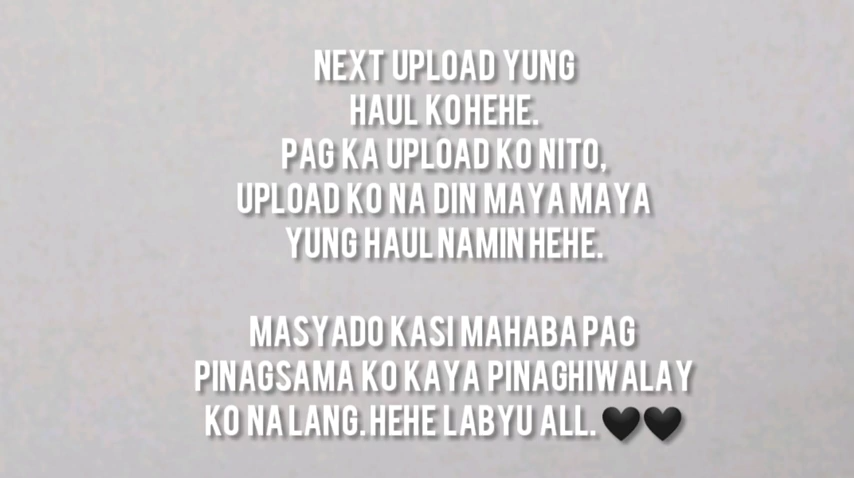 NEXT UPLOAD YUNG
HAUL KO HEHE.
PAG KA UPLOAD KO NITO,
UPLOAD KO NA DIN MAYA MAYA
YUNG HAUL NAMIN HEHE.
MASYADO KASI MAHABA PAG
PINAGSAMA KO KAYA PINAGHIWALAY
KO NA LANG. HEHE LABYU ALL. 🖤🖤